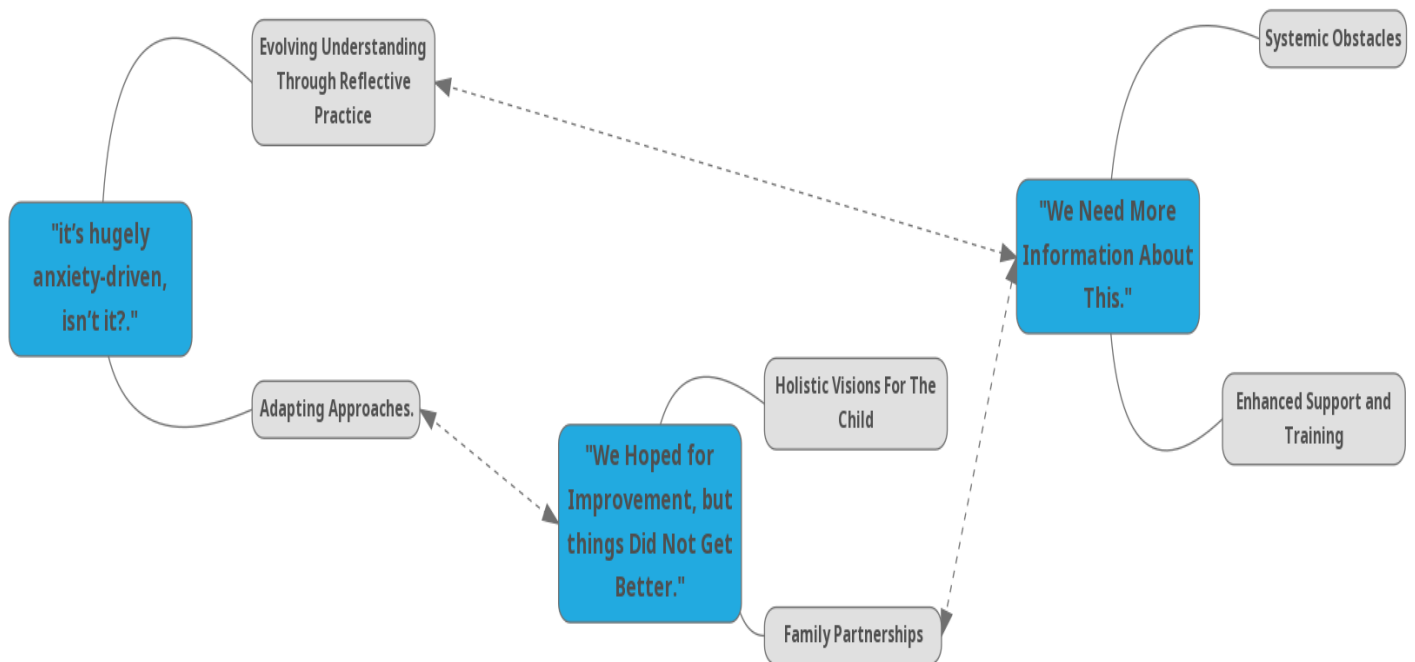 Evolving Understanding
Through Reflective
Practice
"it’s hugely
anxiety-driven,
isn’t it?."
Adapting Approaches.
"We Hoped for
Improvement, but
things Did Not Get
Better."
Holistic Visions For The
Child
Family Partnerships
Systemic Obstacles
"We Need More
Information About
This."
Enhanced Support and
Training